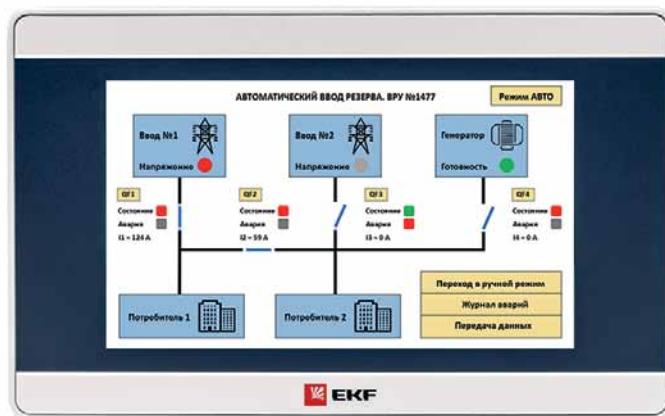 АВТОМАТИЧЕСКИЙ ВВОД РЕЗЕРВА. ВРУ №1477
Режим АВТО
Ввод №1
Напряжение
Ввод №2
Напряжение
Генератор
Готовность
QF1
Состояние
Авария
I1 = 124 А
QF2
Состояние
Авария
I2 = 59 А
QF3
Состояние
Авария
I3 = 0 А
QF4
Состояние
Авария
I4 = 0 А
Потребитель 1
Потребитель 2
Переход в ручной режим
Журнал аварий
Передача данных
EKF